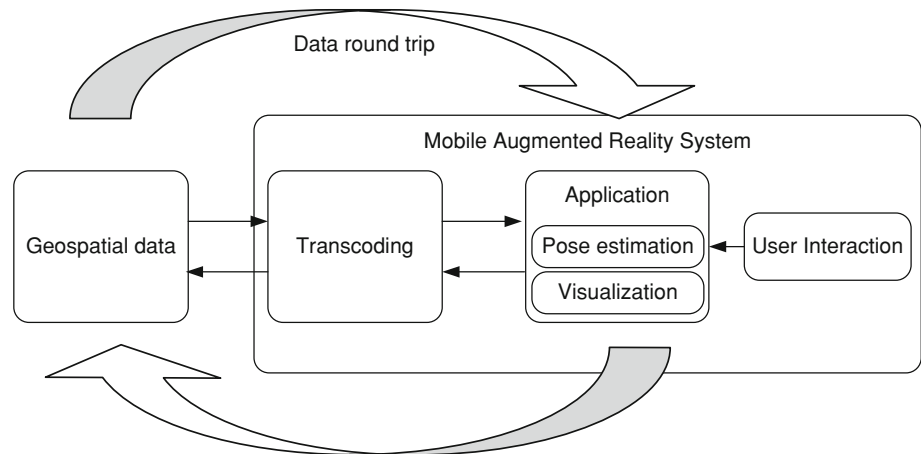 Data round trip
Mobile Augmented Reality System
Geospatial data
Transcoding
Application
Pose estimation
Visualization
User Interaction